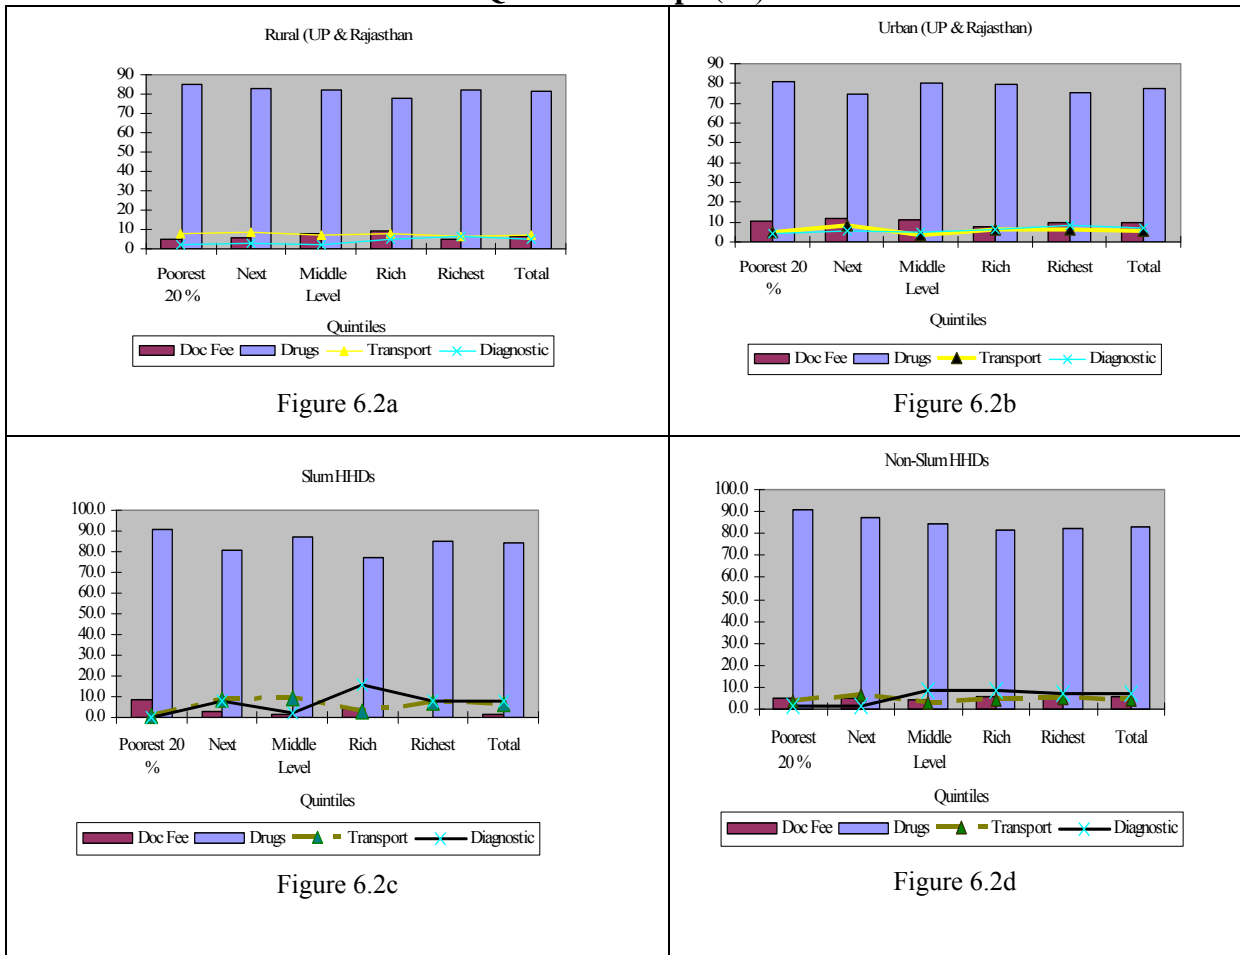 Rural (UP & Rajasthan
90
80
70
60
50
40
30
20
10
0
Poorest 20 %
Next
Middle Level
Rich
Richest
Total
Quintiles
Doc Fee Drugs Transport Diagnostic
Figure 6.2a
Urban (UP & Rajasthan)
90
80
70
60
50
40
30
20
10
0
Poorest 20 %
Next
Middle Level
Rich
Richest
Total
Quintiles
Doc Fee Drugs Transport Diagnostic
Figure 6.2b
Slum HHDs
100.0
90.0
80.0
70.0
60.0
50.0
40.0
30.0
20.0
10.0
0.0
Poorest 20 %
Next
Middle Level
Rich
Richest
Total
Quintiles
Doc Fee Drugs Transport Diagnostic
Figure 6.2c
Non-Slum HHDs
100.0
90.0
80.0
70.0
60.0
50.0
40.0
30.0
20.0
10.0
0.0
Poorest 20 %
Next
Middle Level
Rich
Richest
Total
Quintiles
Doc Fee Drugs Transport Diagnostic
Figure 6.2d